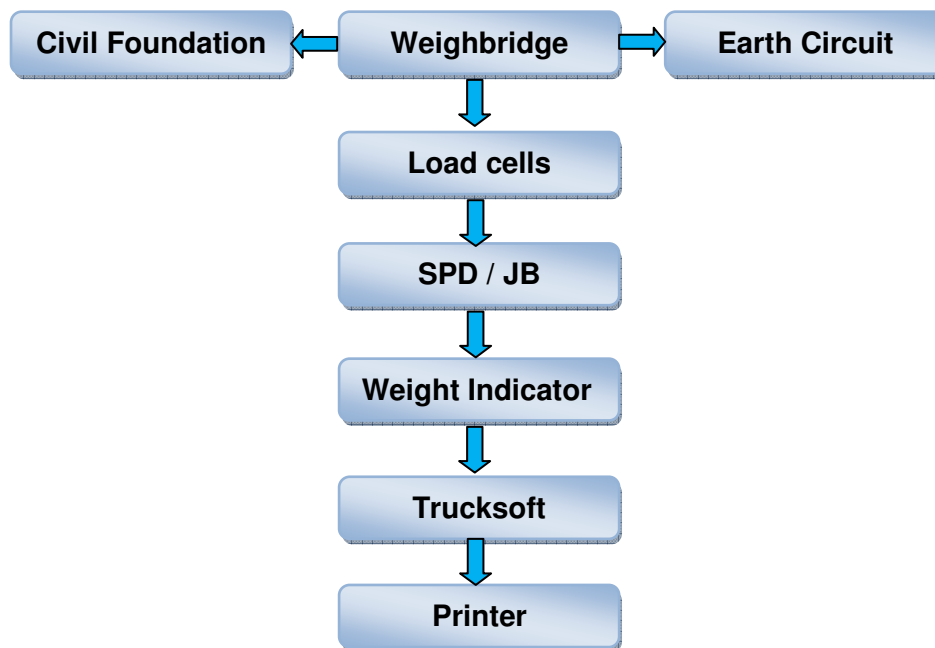 Civil Foundation
Weighbridge
Earth Circuit
Load cells
SPD / JB
Weight Indicator
Trucksoft
Printer